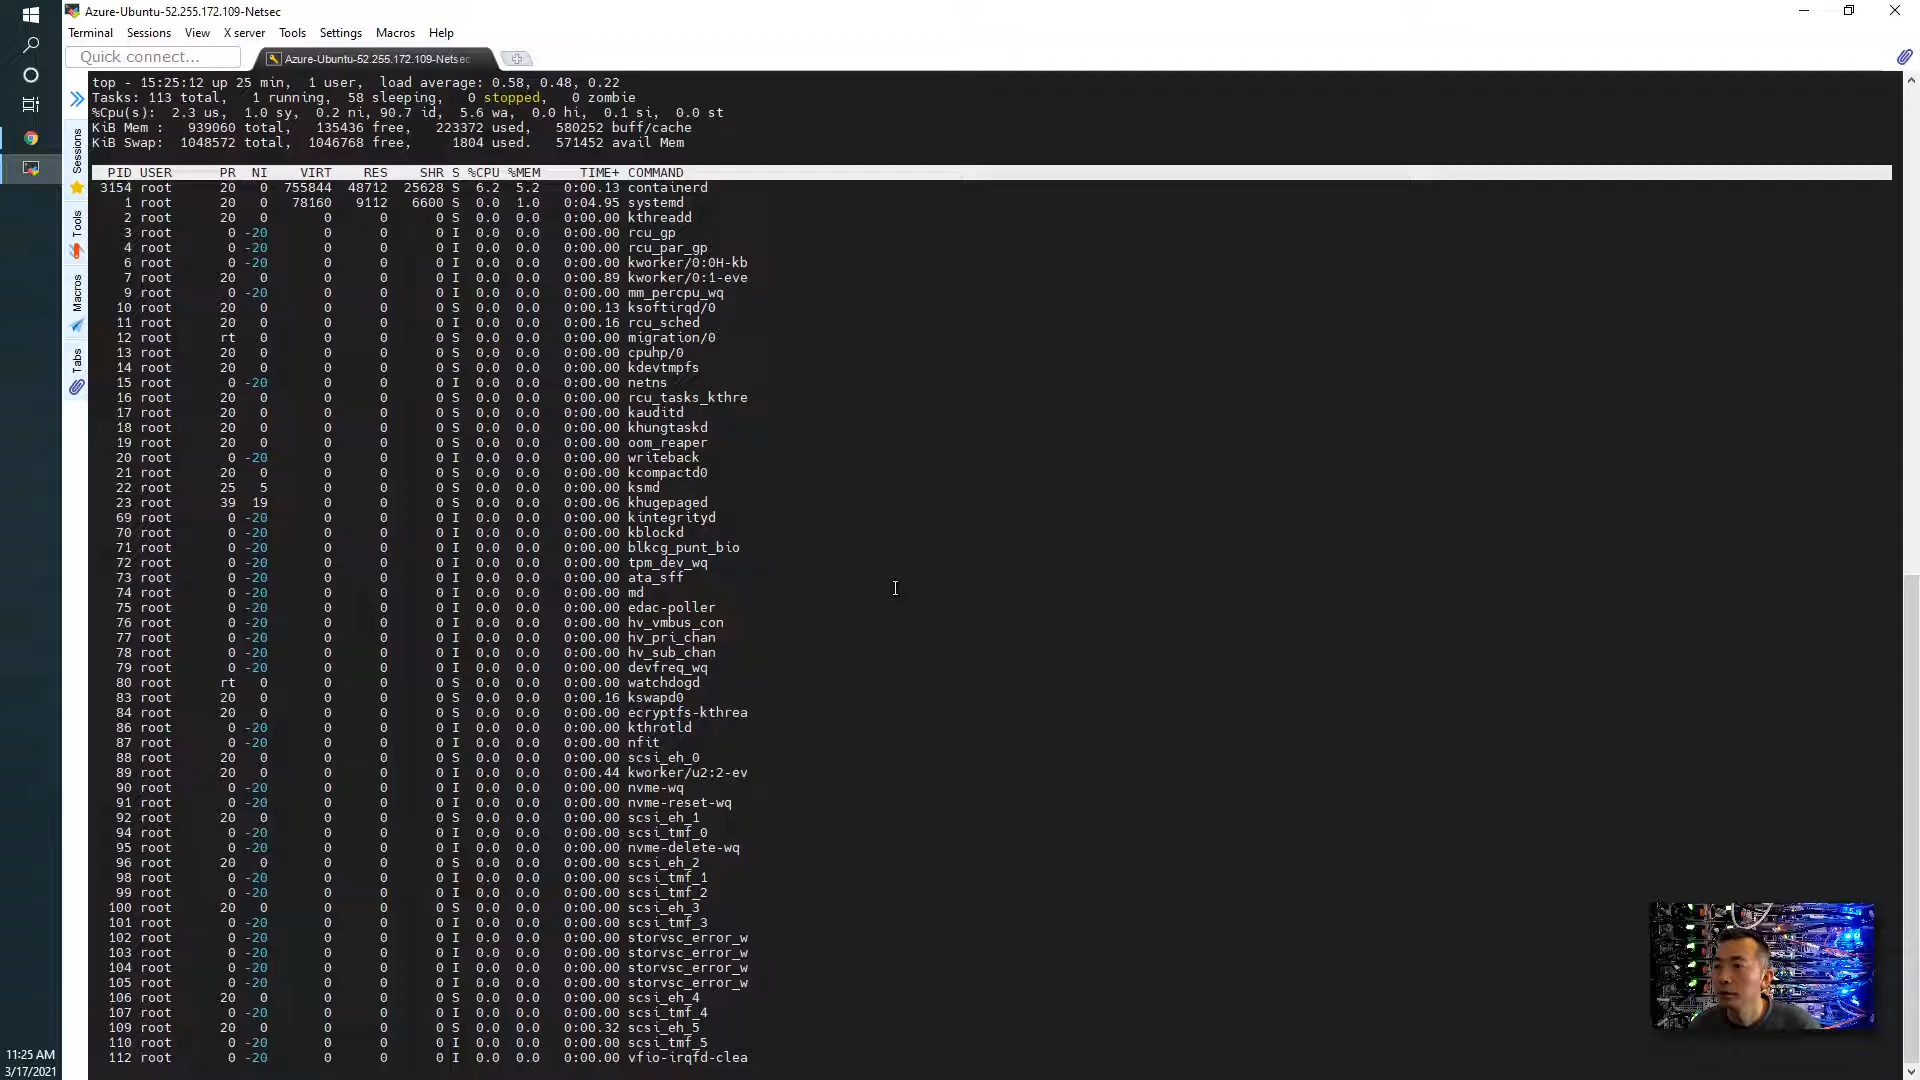 Azure-Ubuntu-52.255.172.109-Netsec
Terminal Sessions View X server Tools Settings Macros Help
Quick connect...
Azure-Ubuntu-52.255.172.109-Netsec
Sessions
Tools
Macros
Tabs
top - 15:25:12 up 25 min, 1 user, load average: 0.58, 0.48, 0.22
Tasks: 113 total, 1 running, 58 sleeping, 0 stopped, 0 zombie
%Cpu(s): 2.3 us, 1.0 sy, 0.2 ni, 90.7 id, 5.6 wa, 0.0 hi, 0.1 si, 0.0 st
KiB Mem : 939060 total, 135436 free, 223372 used, 580252 buff/cache
KiB Swap: 1048572 total, 1046768 free, 1804 used. 571452 avail Mem
PID USER PR NI VIRT RES SHR S %CPU %MEM TIME+ COMMAND
3154 root 20 0 755844 48712 25628 S 6.2 5.2 0:00.13 containerd
1 root 20 0 78160 9112 6600 S 0.0 1.0 0:04.95 systemd
2 root 20 0 0 0 0 S 0.0 0.0 0:00.00 kthreadd
3 root 0 -20 0 0 0 I 0.0 0.0 0:00.00 rcu_gp
4 root 0 -20 0 0 0 I 0.0 0.0 0:00.00 rcu_par_gp
6 root 0 -20 0 0 0 I 0.0 0.0 0:00.00 kworker/0:0H-kb
7 root 20 0 0 0 0 I 0.0 0.0 0:00.89 kworker/0:1-eve
9 root 0 -20 0 0 0 I 0.0 0.0 0:00.00 mm_percpu_wq
10 root 20 0 0 0 0 S 0.0 0.0 0:00.13 ksoftirqd/0
11 root 20 0 0 0 0 I 0.0 0.0 0:00.16 rcu_sched
12 root rt 0 0 0 0 S 0.0 0.0 0:00.00 migration/0
13 root 20 0 0 0 0 S 0.0 0.0 0:00.00 cpuhp/0
14 root 20 0 0 0 0 S 0.0 0.0 0:00.00 kdevtmpfs
15 root 0 -20 0 0 0 I 0.0 0.0 0:00.00 netns
16 root 20 0 0 0 0 S 0.0 0.0 0:00.00 rcu_tasks_kthre
17 root 20 0 0 0 0 S 0.0 0.0 0:00.00 kauditd
18 root 20 0 0 0 0 S 0.0 0.0 0:00.00 khungtaskd
19 root 20 0 0 0 0 S 0.0 0.0 0:00.00 oom_reaper
20 root 0 -20 0 0 0 I 0.0 0.0 0:00.00 writeback
21 root 20 0 0 0 0 S 0.0 0.0 0:00.00 kcompactd0
22 root 25 5 0 0 0 S 0.0 0.0 0:00.00 ksmd
23 root 39 19 0 0 0 S 0.0 0.0 0:00.06 khugepaged
69 root 0 -20 0 0 0 I 0.0 0.0 0:00.00 kintegrityd
70 root 0 -20 0 0 0 I 0.0 0.0 0:00.00 kblockd
71 root 0 -20 0 0 0 I 0.0 0.0 0:00.00 blkcg_punt_bio
72 root 0 -20 0 0 0 I 0.0 0.0 0:00.00 tpm_dev_wq
73 root 0 -20 0 0 0 I 0.0 0.0 0:00.00 ata_sff
74 root 0 -20 0 0 0 I 0.0 0.0 0:00.00 md
75 root 0 -20 0 0 0 I 0.0 0.0 0:00.00 edac-poller
76 root 0 -20 0 0 0 I 0.0 0.0 0:00.00 hv_vmbus_con
77 root 0 -20 0 0 0 I 0.0 0.0 0:00.00 hv_pri_chan
78 root 0 -20 0 0 0 I 0.0 0.0 0:00.00 hv_sub_chan
79 root 0 -20 0 0 0 I 0.0 0.0 0:00.00 devfreq_wq
80 root rt 0 0 0 0 S 0.0 0.0 0:00.00 watchdogd
83 root 20 0 0 0 0 S 0.0 0.0 0:00.16 kswapd0
84 root 20 0 0 0 0 S 0.0 0.0 0:00.00 ecryptfs-kthrea
86 root 0 -20 0 0 0 I 0.0 0.0 0:00.00 kthrotld
87 root 0 -20 0 0 0 I 0.0 0.0 0:00.00 nfit
88 root 20 0 0 0 0 S 0.0 0.0 0:00.00 scsi_eh_0
89 root 20 0 0 0 0 I 0.0 0.0 0:00.44 kworker/u2:2-ev
90 root 0 -20 0 0 0 I 0.0 0.0 0:00.00 nvme-wq
91 root 0 -20 0 0 0 I 0.0 0.0 0:00.00 nvme-reset-wq
92 root 20 0 0 0 0 S 0.0 0.0 0:00.00 scsi_eh_1
94 root 0 -20 0 0 0 I 0.0 0.0 0:00.00 scsi_tmf_0
95 root 0 -20 0 0 0 I 0.0 0.0 0:00.00 nvme-delete-wq
96 root 20 0 0 0 0 S 0.0 0.0 0:00.00 scsi_eh_2
98 root 0 -20 0 0 0 I 0.0 0.0 0:00.00 scsi_tmf_1
99 root 0 -20 0 0 0 I 0.0 0.0 0:00.00 scsi_tmf_2
100 root 20 0 0 0 0 S 0.0 0.0 0:00.00 scsi_eh_3
101 root 0 -20 0 0 0 I 0.0 0.0 0:00.00 scsi_tmf_3
102 root 0 -20 0 0 0 I 0.0 0.0 0:00.00 storvsc_error_w
103 root 0 -20 0 0 0 I 0.0 0.0 0:00.00 storvsc_error_w
104 root 0 -20 0 0 0 I 0.0 0.0 0:00.00 storvsc_error_w
105 root 0 -20 0 0 0 I 0.0 0.0 0:00.00 storvsc_error_w
106 root 20 0 0 0 0 S 0.0 0.0 0:00.00 scsi_eh_4
107 root 0 -20 0 0 0 I 0.0 0.0 0:00.00 scsi_tmf_4
109 root 20 0 0 0 0 S 0.0 0.0 0:00.32 scsi_eh_5
110 root 0 -20 0 0 0 I 0.0 0.0 0:00.00 scsi_tmf_5
112 root 0 -20 0 0 0 I 0.0 0.0 0:00.00 vfio-irqfd-clea
11:25 AM
3/17/2021